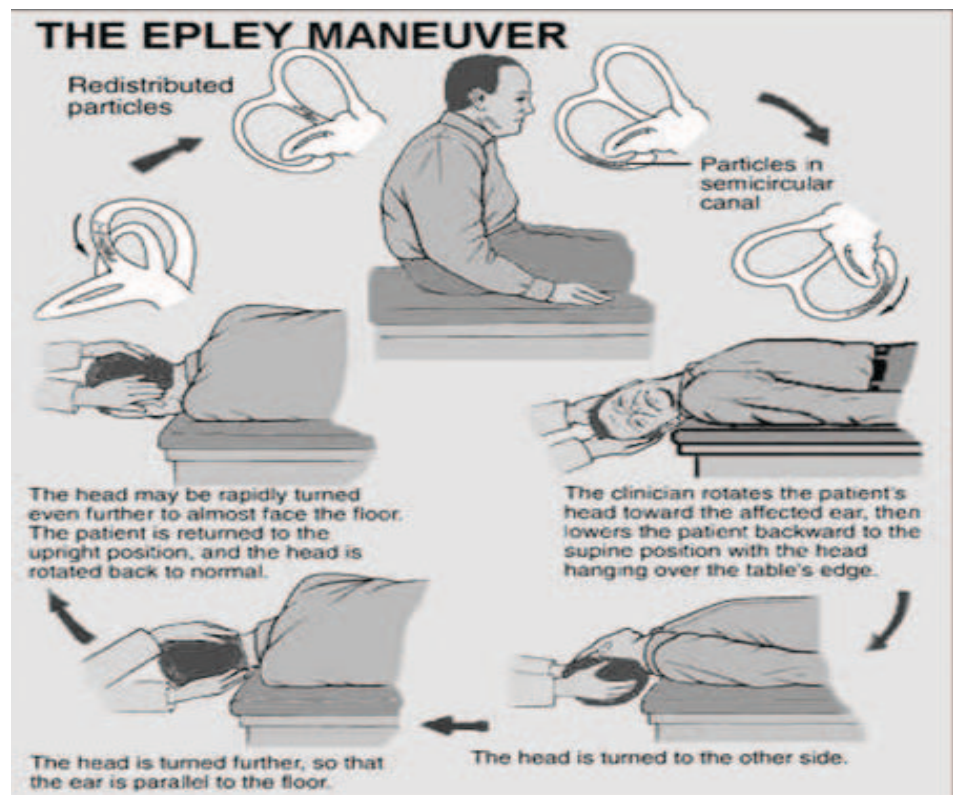 THE EPLEY MANEUVER
Redistributed
particles
Particles in
semicircular
canal
The clinician rotates the patient's
head toward the affected ear, then
lowers the patient backward to the
supine position with the head
hanging over the table's edge.
The head is turned to the other side.
The head is turned further, so that
the ear is parallel to the floor.
The head may be rapidly turned
even further to almost face the floor.
The patient is returned to the
upright position, and the head is
rotated back to normal.